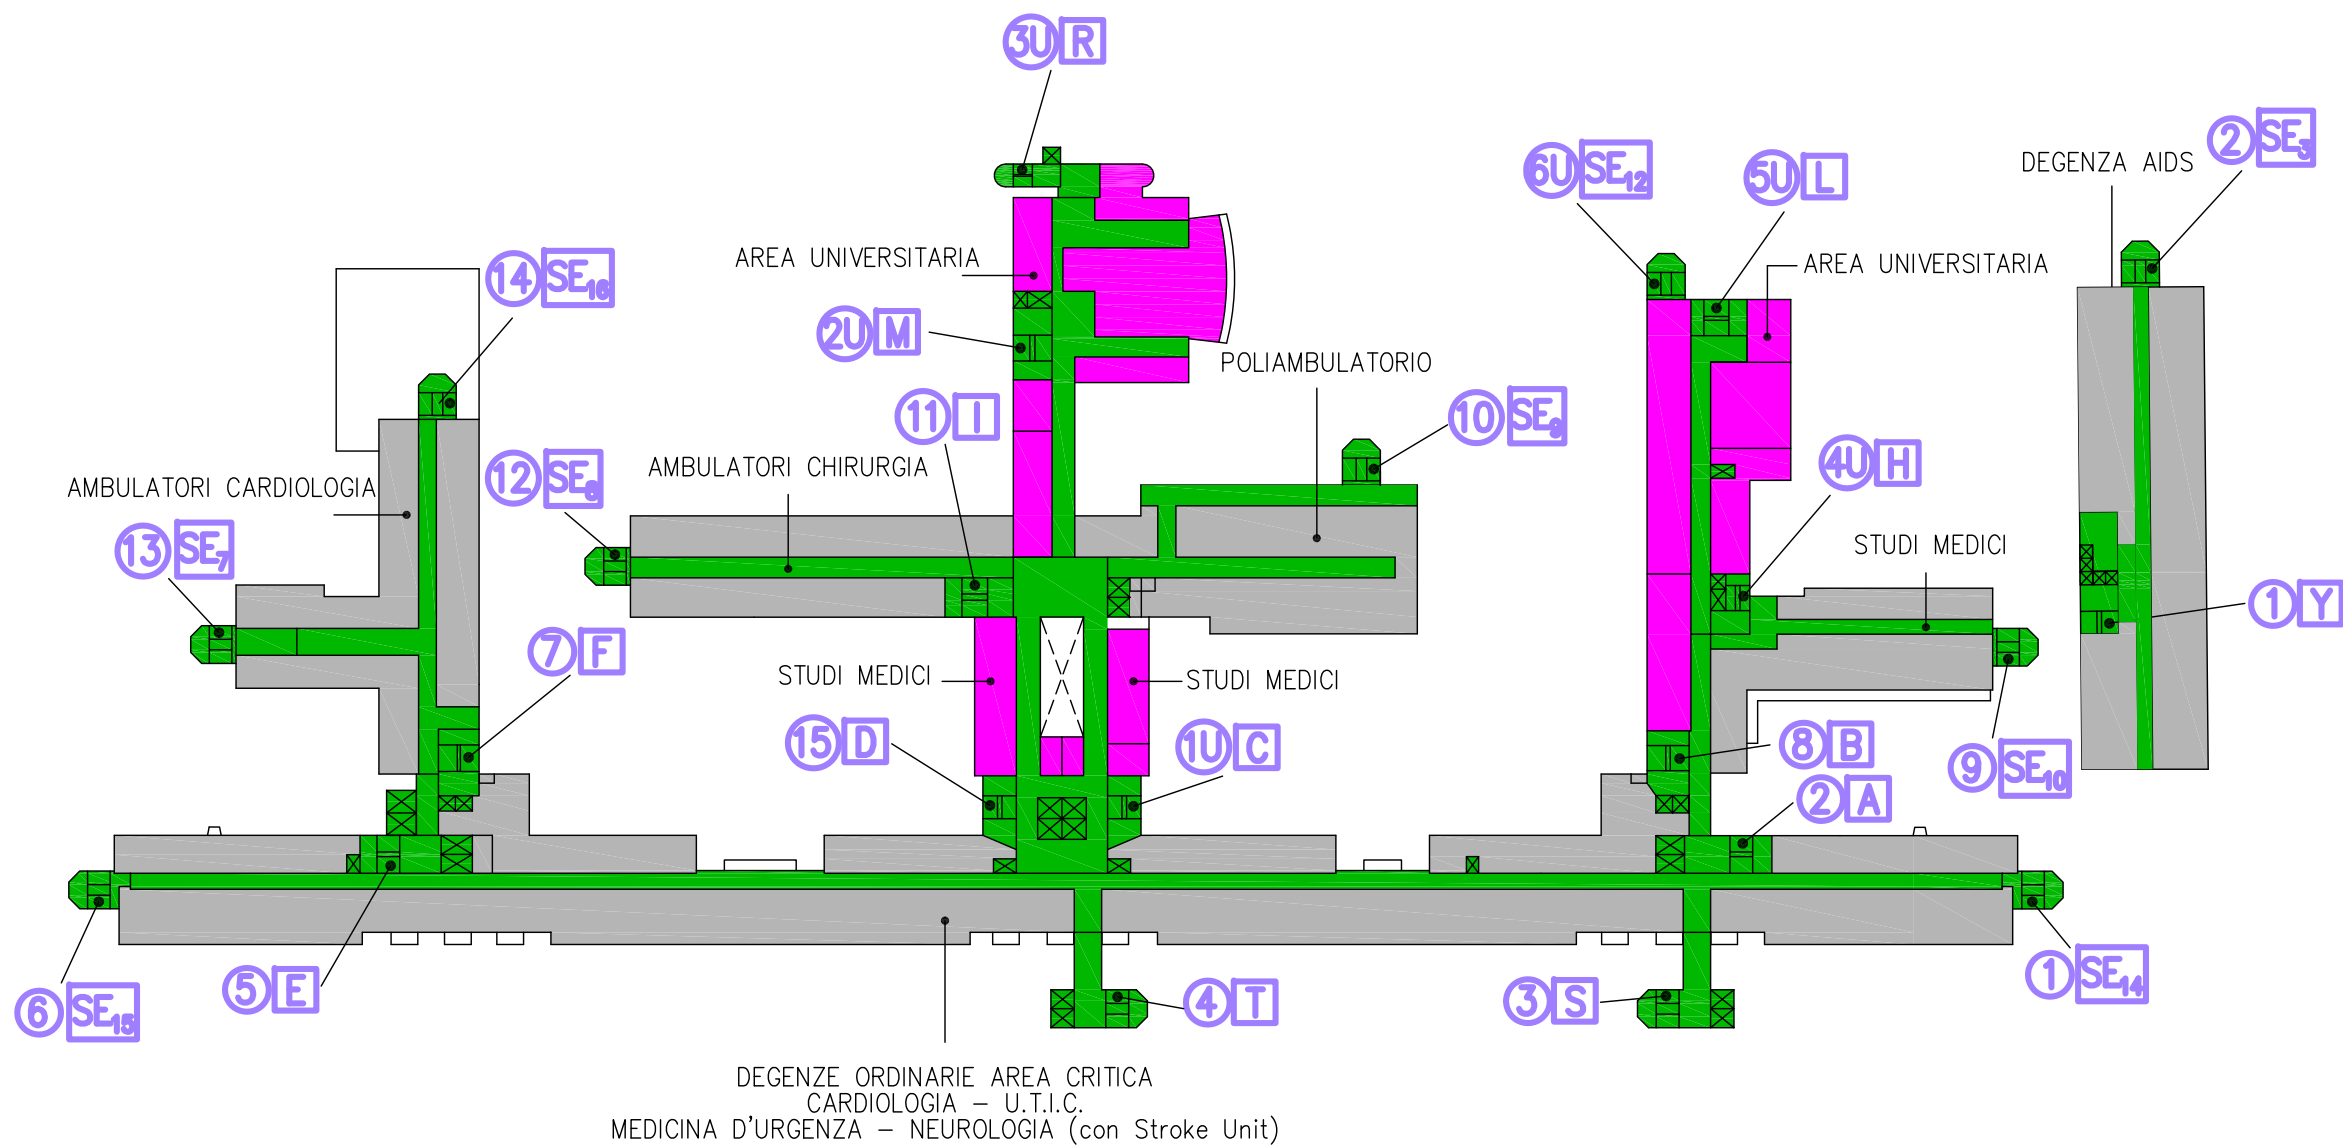 3U R
6U SE12
5U L
2 SE3
DEGENZA AIDS
AREA UNIVERSITARIA
AREA UNIVERSITARIA
14 SE16
2U M
POLIAMBULATORIO
11 I
10 SE9
12 SE8
AMBULATORI CHIRURGIA
4U H
AMBULATORI CARDIOLOGIA
13 SE7
STUDI MEDICI
1 Y
7 F
STUDI MEDICI
STUDI MEDICI
15 D
1U C
8 B
9 SE10
2 A
6 SE15
5 E
4 T
3 S
1 SE14
DEGENZE ORDINARIE AREA CRITICA
CARDIOLOGIA – U.T.I.C.
MEDICINA D'URGENZA – NEUROLOGIA (con Stroke Unit)